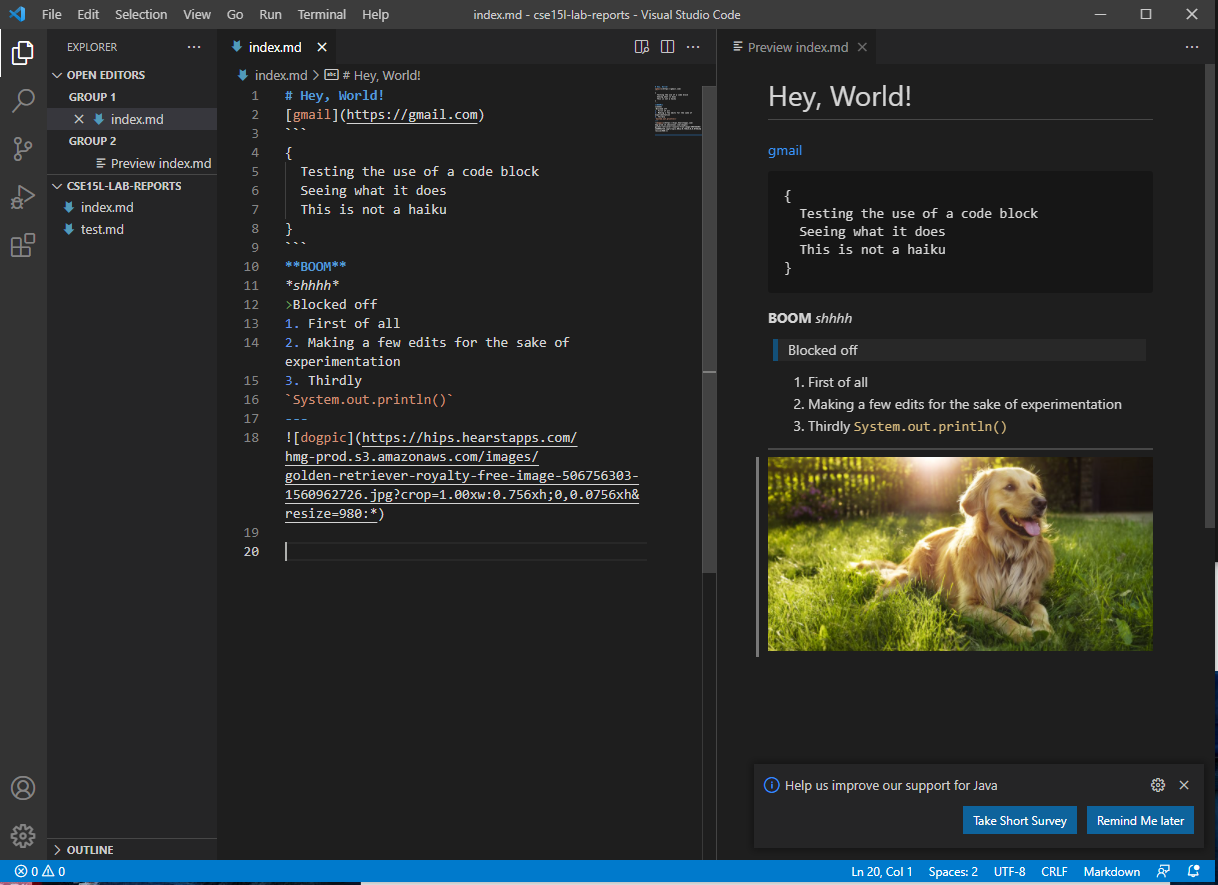 File Edit Selection View Go Run Terminal Help index.md - cse15l-lab-reports - Visual Studio Code
EXPLORER
OPEN EDITORS
GROUP 1
index.md
GROUP 2
Preview index.md
CSE15L-LAB-REPORTS
index.md
test.md
OUTLINE
index.md
index.md > # Hey, World!
1 # Hey, World!
2 [gmail](https://gmail.com)
3 ```
4 {
5   Testing the use of a code block
6   Seeing what it does
7   This is not a haiku
8 }
9 ```
10 **BOOM**
11 *shhhh*
12 >Blocked off
13 1. First of all
14 2. Making a few edits for the sake of
experimentation
15 3. Thirdly
16 `System.out.println()`
17 ---
18 ![dogpic](https://hips.hearstapps.com/
hmg-prod.s3.amazonaws.com/images/
golden-retriever-royalty-free-image-506756303-
1560962726.jpg?crop=1.00xw:0.756xh;0,0.0756xh&
resize=980:*)
19
20
Preview index.md
Hey, World!
gmail
{
  Testing the use of a code block
  Seeing what it does
  This is not a haiku
}
BOOM shhhh
Blocked off
1. First of all
2. Making a few edits for the sake of experimentation
3. Thirdly System.out.println()
Help us improve our support for Java
Take Short Survey Remind Me later
0 0 Ln 20, Col 1 Spaces: 2 UTF-8 CRLF Markdown